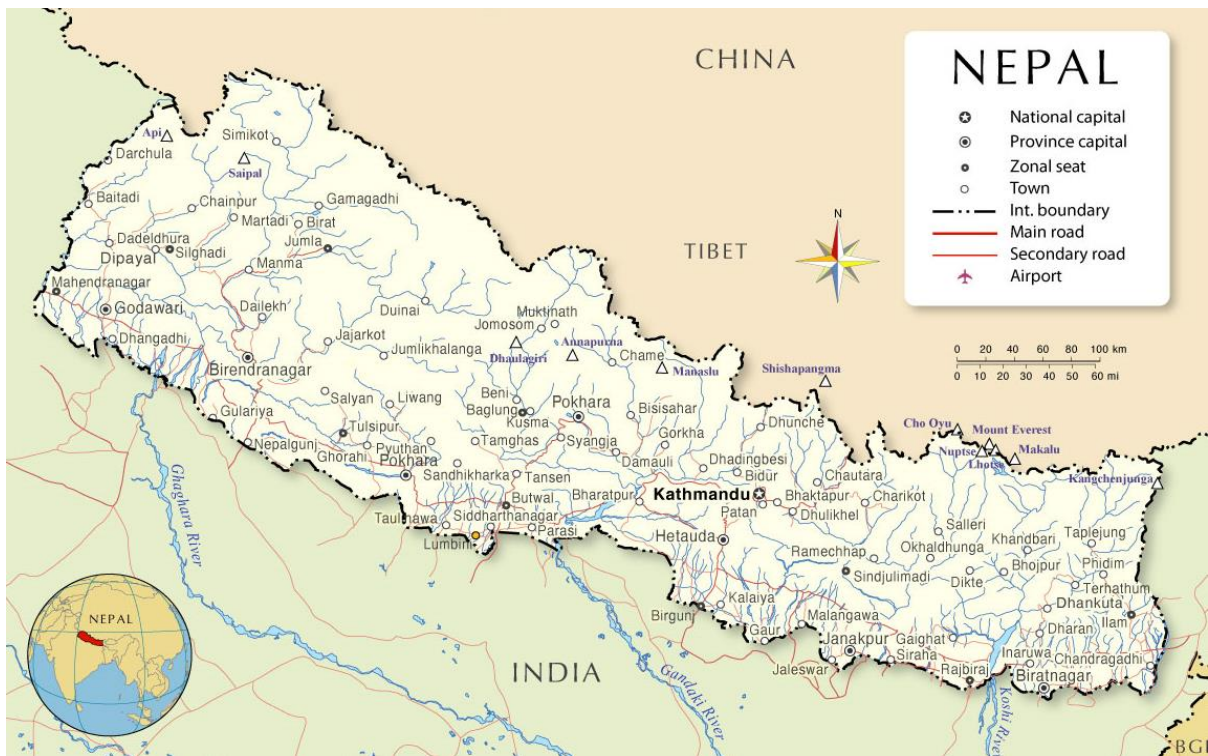 CHINA
NEPAL
National capital
Province capital
Zonal seat
Town
Int. boundary
Main road
Secondary road
Airport
N
TIBET
0 20 40 60 80 100 km
0 20 40 60 mi
Api
Simikot
Darchula
Saipal
Baitadi
Chainpur
Gamagadhi
Martadi
Birat
Dadeldhura
Jumla
Dipayal
Silghadi
Manma
Mahendranagar
Godawari
Dailekh
Duinai
Muktinath
Jomosom
Dhangadhi
Jajarkot
Jumlikhalanga
Dhaulagiri
Annapurna
Chame
Manaslu
Birendranagar
Shishapangma
Salyan
Liwang
Beni
Baglung
Kusma
Pokhara
Bisisahar
Gulariya
Tulsipur
Dhunche
Cho Oyu
Mount Everest
Nuptse
Lhotse
Makalu
Nepalgunj
Ghorahi
Pyuthan
Tamghas
Syangja
Gorkha
Damauli
Pokhara
Sandhikharka
Tansen
Dhadingbesi
Bidur
Chautara
Kangchenjunga
Butwal
Bharatpur
Kathmandu
Bhaktapur
Charikot
Patan
Dhulikhel
Taulihawa
Siddharthanagar
Parasi
Lumbini
Hetauda
Salleri
Taplejung
Khandbari
Ramechhap
Okhaldhunga
Sindjulimadi
Dikte
Bhojpur
Phidim
Terhathum
Birgunj
Kalaiya
Malangawa
Dhankuta
Ilam
Gaur
Janakpur
Gaighat
Dharan
Jaleswar
Siraha
Inaruwa
Chandragadhi
Rajbiraj
Biratnagar
Ghaghara River
Gandaki River
Koshi River
INDIA
NEPAL
BGD